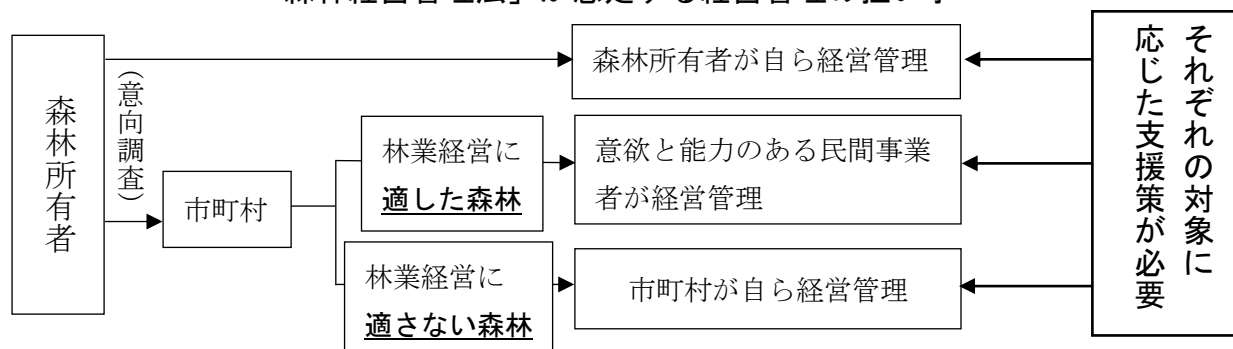 「森林経営管理法」が想定する経営管理の担い手
森林所有者
（意向調査）
市町村
林業経営に
適した森林
林業経営に
適さない森林
森林所有者が自ら経営管理
意欲と能力のある民間事業
者が経営管理
市町村が自ら経営管理
それぞれの対象に
応じた支援策が必要